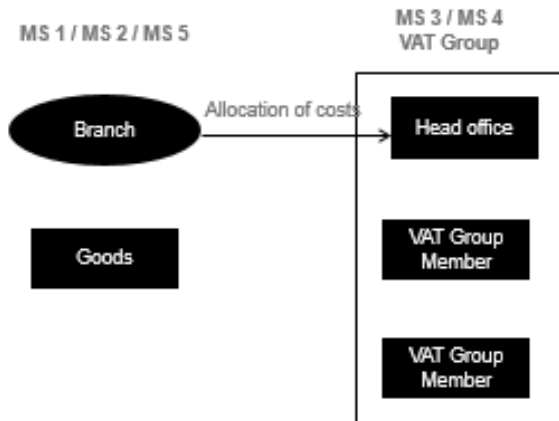 MS 1 / MS 2 / MS 5
MS 3 / MS 4
VAT Group
Branch
Allocation of costs
Head office
Goods
VAT Group
Member
VAT Group
Member